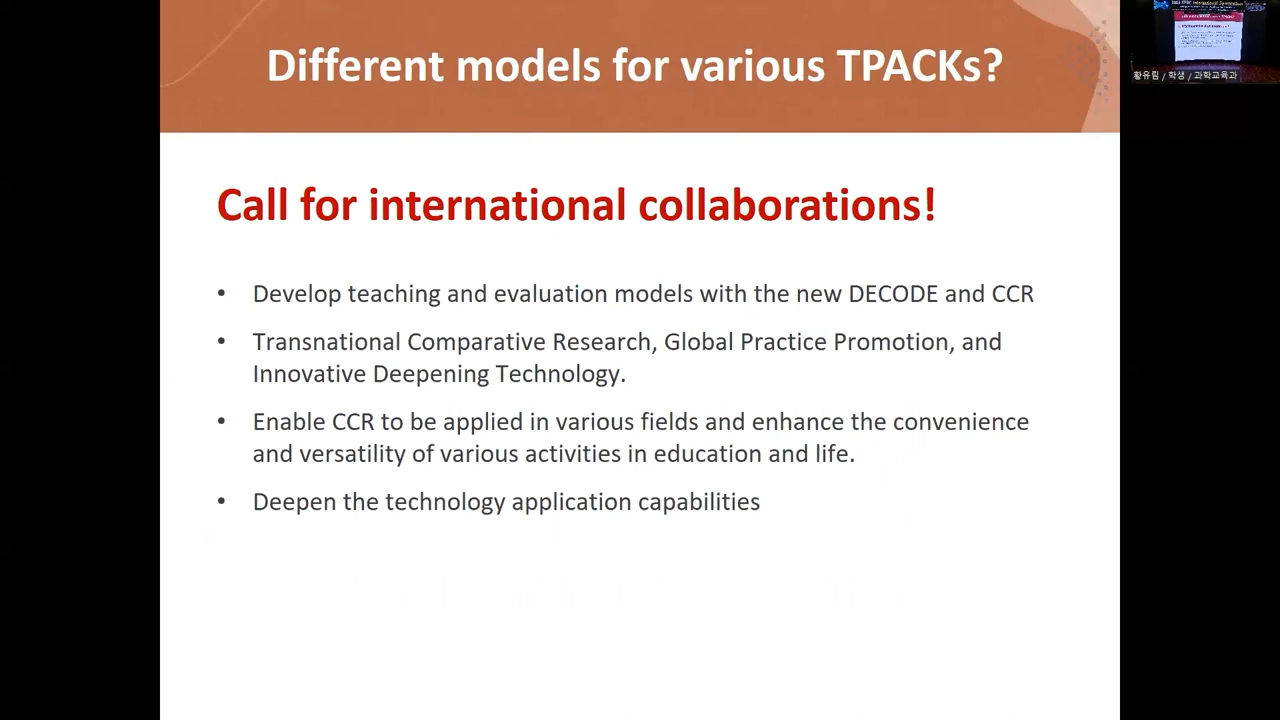 Different models for various TPACKs?
Call for international collaborations!
• Develop teaching and evaluation models with the new DECODE and CCR
• Transnational Comparative Research, Global Practice Promotion, and
Innovative Deepening Technology.
• Enable CCR to be applied in various fields and enhance the convenience
and versatility of various activities in education and life.
• Deepen the technology application capabilities
International Symposium
황유림 / 학생 / 과학교육과